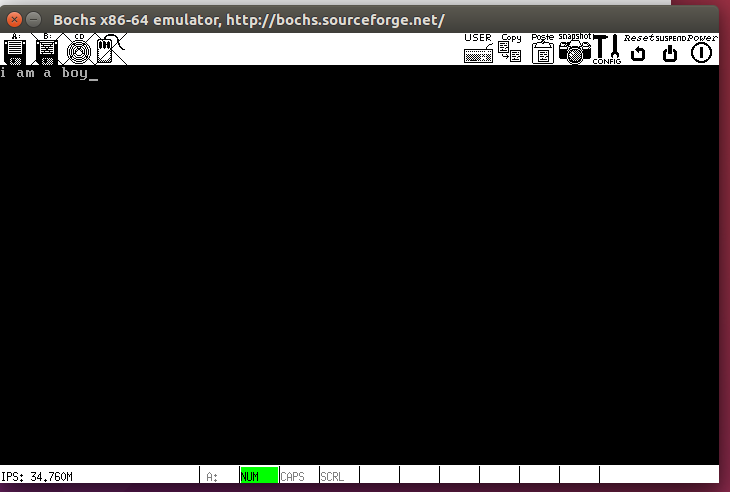 Bochs x86-64 emulator, http://bochs.sourceforge.net/
A: B: CD USER Copy Paste snapshot CONFIG Reset SUSPEND Power
i am a boy_
IPS: 34.760M A: NUM CAPS SCRL